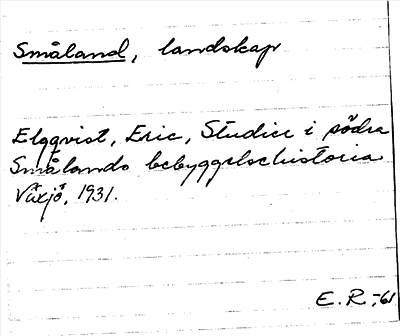 Småland, landskap
Elgqvist, Eric, Studier i södra
Smålands bebyggelsehistoria
Växjö, 1931.
E. R. -61